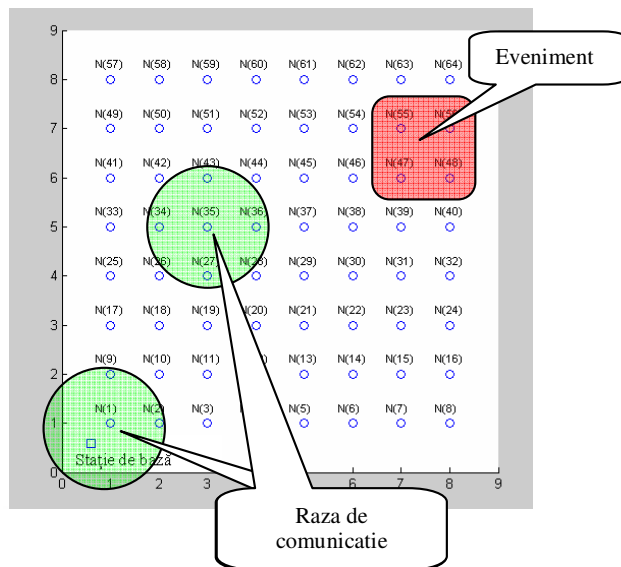 9
Eveniment
N(57) N(58) N(59) N(60) N(61) N(62) N(63) N(64)
8
N(49) N(50) N(51) N(52) N(53) N(54) N(55) N(56)
7
N(41) N(42) N(43) N(44) N(45) N(46) N(47) N(48)
6
N(33) N(34) N(35) N(36) N(37) N(38) N(39) N(40)
5
N(25) N(26) N(27) N(28) N(29) N(30) N(31) N(32)
4
N(17) N(18) N(19) N(20) N(21) N(22) N(23) N(24)
3
N(9) N(10) N(11) N(13) N(14) N(15) N(16)
2
N(1) N(2) N(3) N(5) N(6) N(7) N(8)
1
Staţie de bază
0
0 1 2 3 4 5 6 7 8 9
Raza de
comunicatie